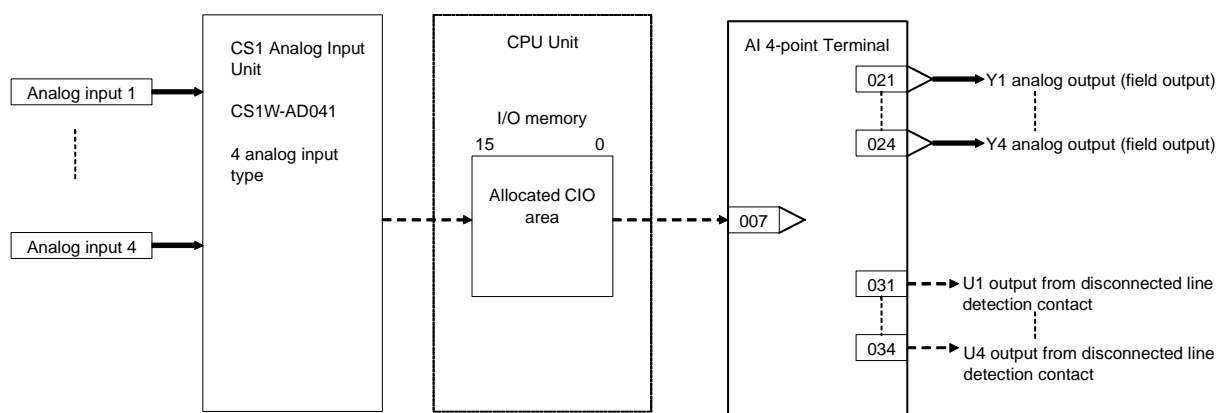 Analog input 1
Analog input 4
CS1 Analog Input
Unit
CS1W-AD041
4 analog input
type
CPU Unit
I/O memory
15 0
Allocated CIO
area
AI 4-point Terminal
007
021
024
031
034
Y1 analog output (field output)
Y4 analog output (field output)
U1 output from disconnected line
detection contact
U4 output from disconnected line
detection contact